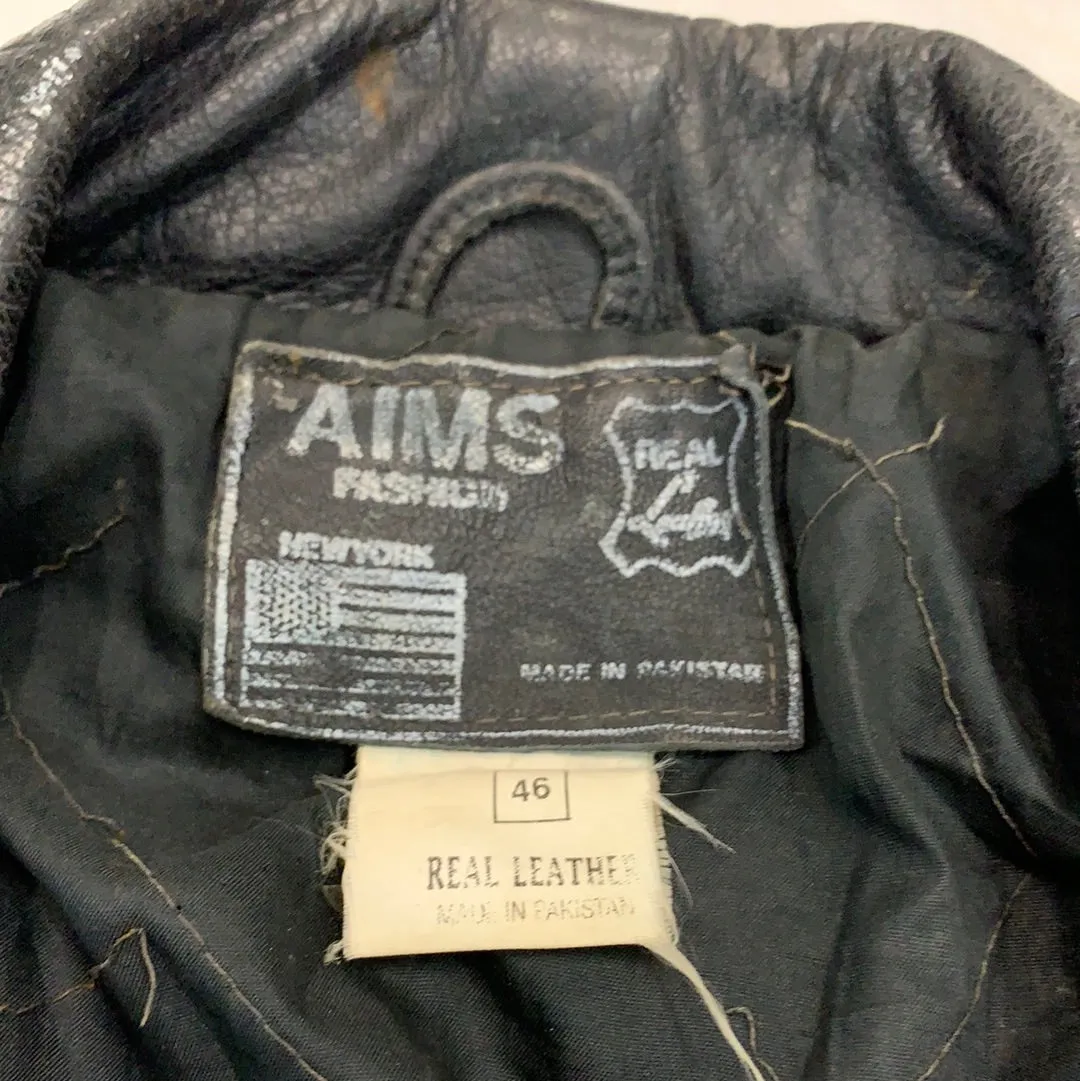 AIMS
FASHION
REAL
Leather
NEWYORK
MADE IN PAKISTAN
46
REAL LEATHER
MADE IN PAKISTAN